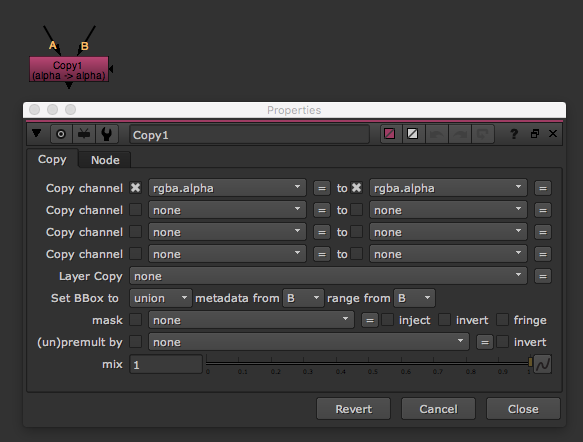 A B
Copy1
(alpha -> alpha)
Properties
Copy1 ?
Copy Node
Copy channel rgba.alpha = to rgba.alpha =
Copy channel none = to none =
Copy channel none = to none =
Copy channel none = to none =
Layer Copy none =
Set BBox to union metadata from B range from B
mask none = inject invert fringe
(un)premult by none = invert
mix 1
0 0.1 0.2 0.3 0.4 0.5 0.6 0.7 0.8 0.9 1
Revert Cancel Close